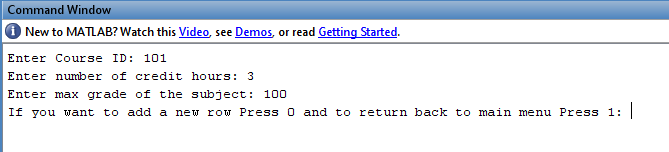 Command Window
New to MATLAB? Watch this Video, see Demos, or read Getting Started.
Enter Course ID: 101
Enter number of credit hours: 3
Enter max grade of the subject: 100
If you want to add a new row Press 0 and to return back to main menu Press 1: